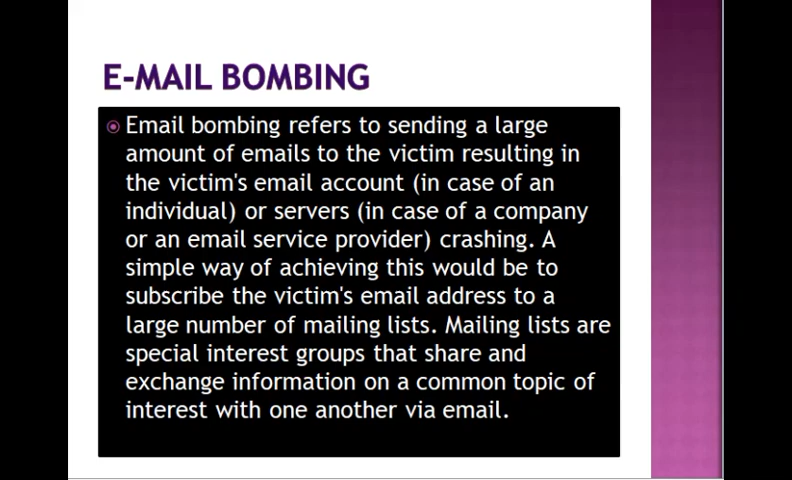 E-MAIL BOMBING
Email bombing refers to sending a large
amount of emails to the victim resulting in
the victim's email account (in case of an
individual) or servers (in case of a company
or an email service provider) crashing. A
simple way of achieving this would be to
subscribe the victim's email address to a
large number of mailing lists. Mailing lists are
special interest groups that share and
exchange information on a common topic of
interest with one another via email.